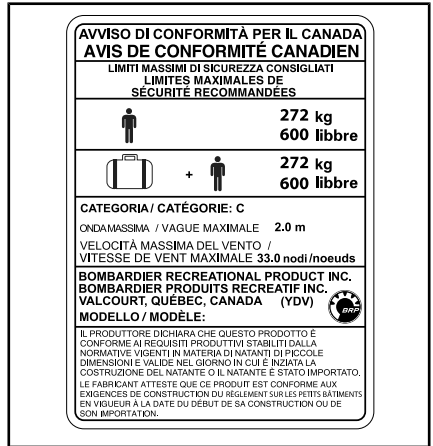 AVVISO DI CONFORMITÀ PER IL CANADA
AVIS DE CONFORMITÉ CANADIEN
LIMITI MASSIMI DI SICUREZZA CONSIGLIATI
LIMITES MAXIMALES DE
SÉCURITÉ RECOMMANDÉES
272 kg
600 libbre
+
272 kg
600 libbre
CATEGORIA / CATÉGORIE: C
ONDA MASSIMA / VAGUE MAXIMALE 2.0 m
VELOCITÀ MASSIMA DEL VENTO /
VITESSE DE VENT MAXIMALE 33.0 nodi/noeuds
BOMBARDIER RECREATIONAL PRODUCT INC.
BOMBARDIER PRODUITS RECREATIF INC.
VALCOURT, QUÉBEC, CANADA (YDV)
BRP
MODELLO / MODÈLE:
IL PRODUTTORE DICHIARA CHE QUESTO PRODOTTO È
CONFORME AI REQUISITI PRODUTTIVI STABILITI DALLA
NORMATIVE VIGENTI IN MATERIA DI NATANTI DI PICCOLE
DIMENSIONI E VALIDE NEL GIORNO IN CUI È INZIATA LA
COSTRUZIONE DEL NATANTE O IL NATANTE È STATO IMPORTATO.
LE FABRICANT ATTESTE QUE CE PRODUIT EST CONFORME AUX
EXIGENCES DE CONSTRUCTION DU RÈGLEMENT SUR LES PETITS BÂTIMENTS
EN VIGUEUR À LA DATE DU DÉBUT DE SA CONSTRUCTION OU DE
SON IMPORTATION.